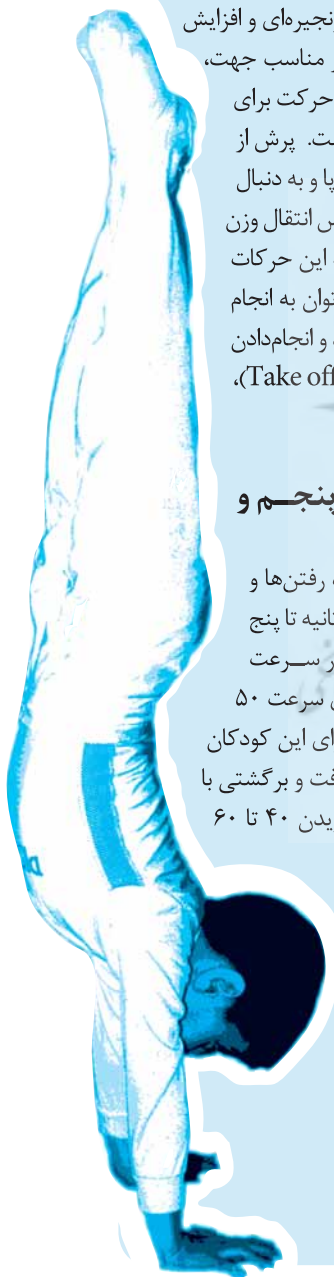 نجیره‌ای و افزایش
ر مناسب جهت،
حرکت برای
ت. پرش از
پا و به دنبال
س انتقال وزن
این حرکات
توان به انجام
و انجام‌دادن
(Take off)،
پنجـم و
رفتن‌ها و
انیه تا پنج
ر سـرعت
سرعت ۵۰
ای این کودکان
فت و برگشتی با
یدن ۴۰ تا ۶۰